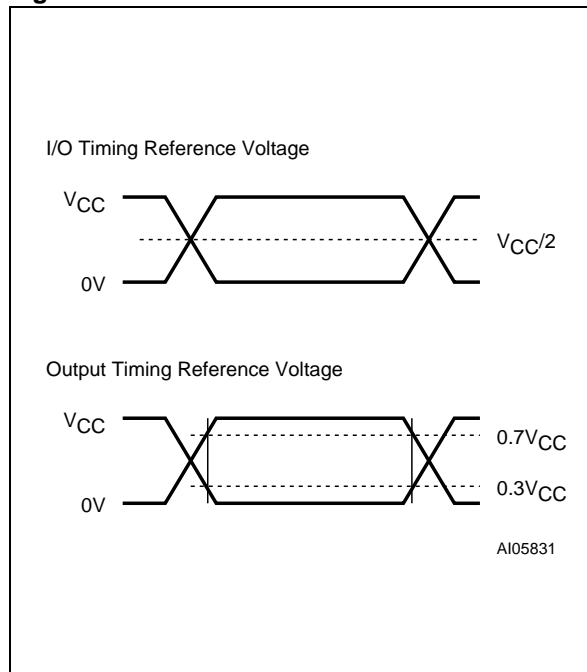 I/O Timing Reference Voltage
VCC
VCC/2
0V
Output Timing Reference Voltage
VCC
0.7VCC
0.3VCC
0V
AI05831